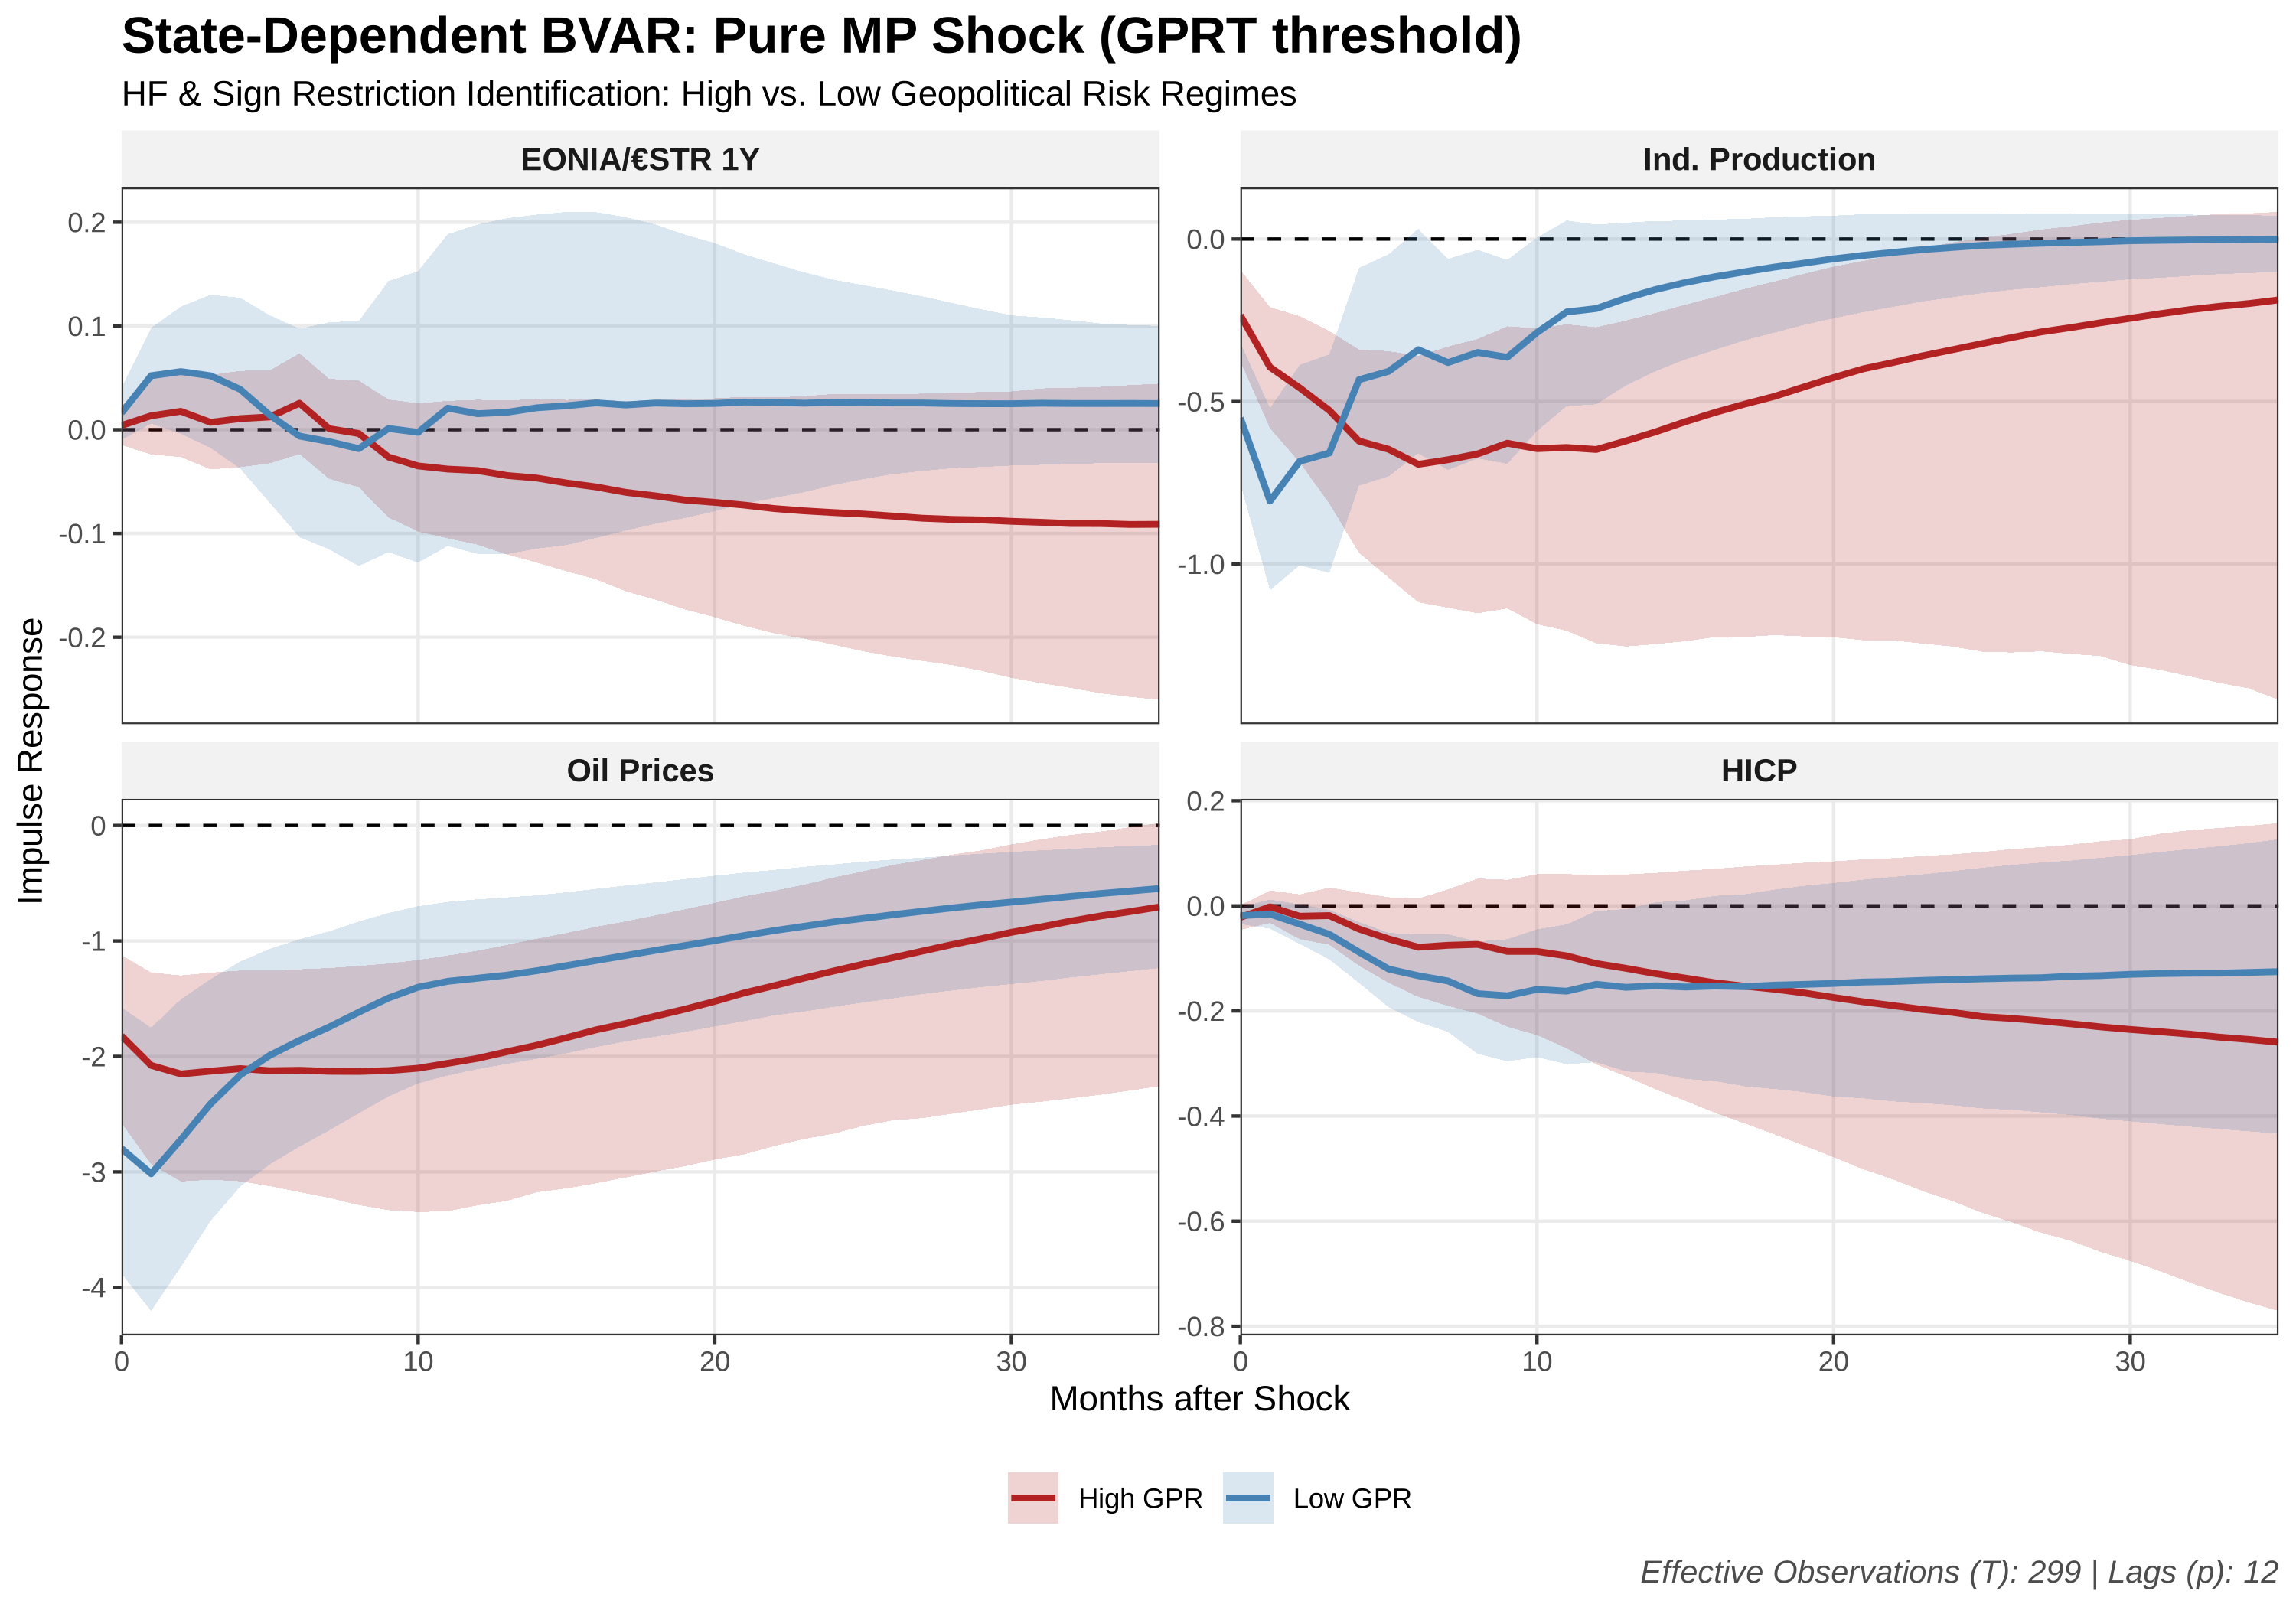 State-Dependent BVAR: Pure MP Shock (GPRT threshold)
HF & Sign Restriction Identification: High vs. Low Geopolitical Risk Regimes
EONIA/€STR 1Y
0.2
0.1
0.0
-0.1
-0.2
Ind. Production
0.0
-0.5
-1.0
Impulse Response
Oil Prices
0
-1
-2
-3
-4
0
10
20
30
HICP
0.2
0.0
-0.2
-0.4
-0.6
-0.8
0
10
20
30
Months after Shock
High GPR
Low GPR
Effective Observations (T): 299 | Lags (p): 12